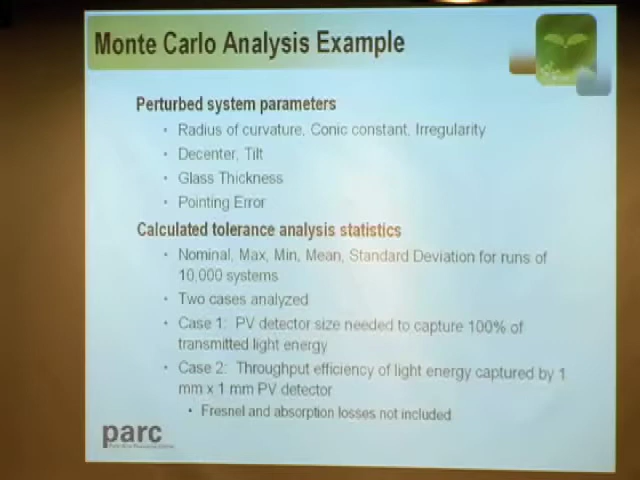 Monte Carlo Analysis Example
Perturbed system parameters
· Radius of curvature, Conic constant, Irregularity
· Decenter, Tilt
· Glass Thickness
· Pointing Error
Calculated tolerance analysis statistics
· Nominal, Max, Min, Mean, Standard Deviation for runs of
10,000 systems
· Two cases analyzed
· Case 1: PV detector size needed to capture 100% of
transmitted light energy
· Case 2: Throughput efficiency of light energy captured by 1
mm x 1 mm PV detector
• Fresnel and absorption losses not included
parc